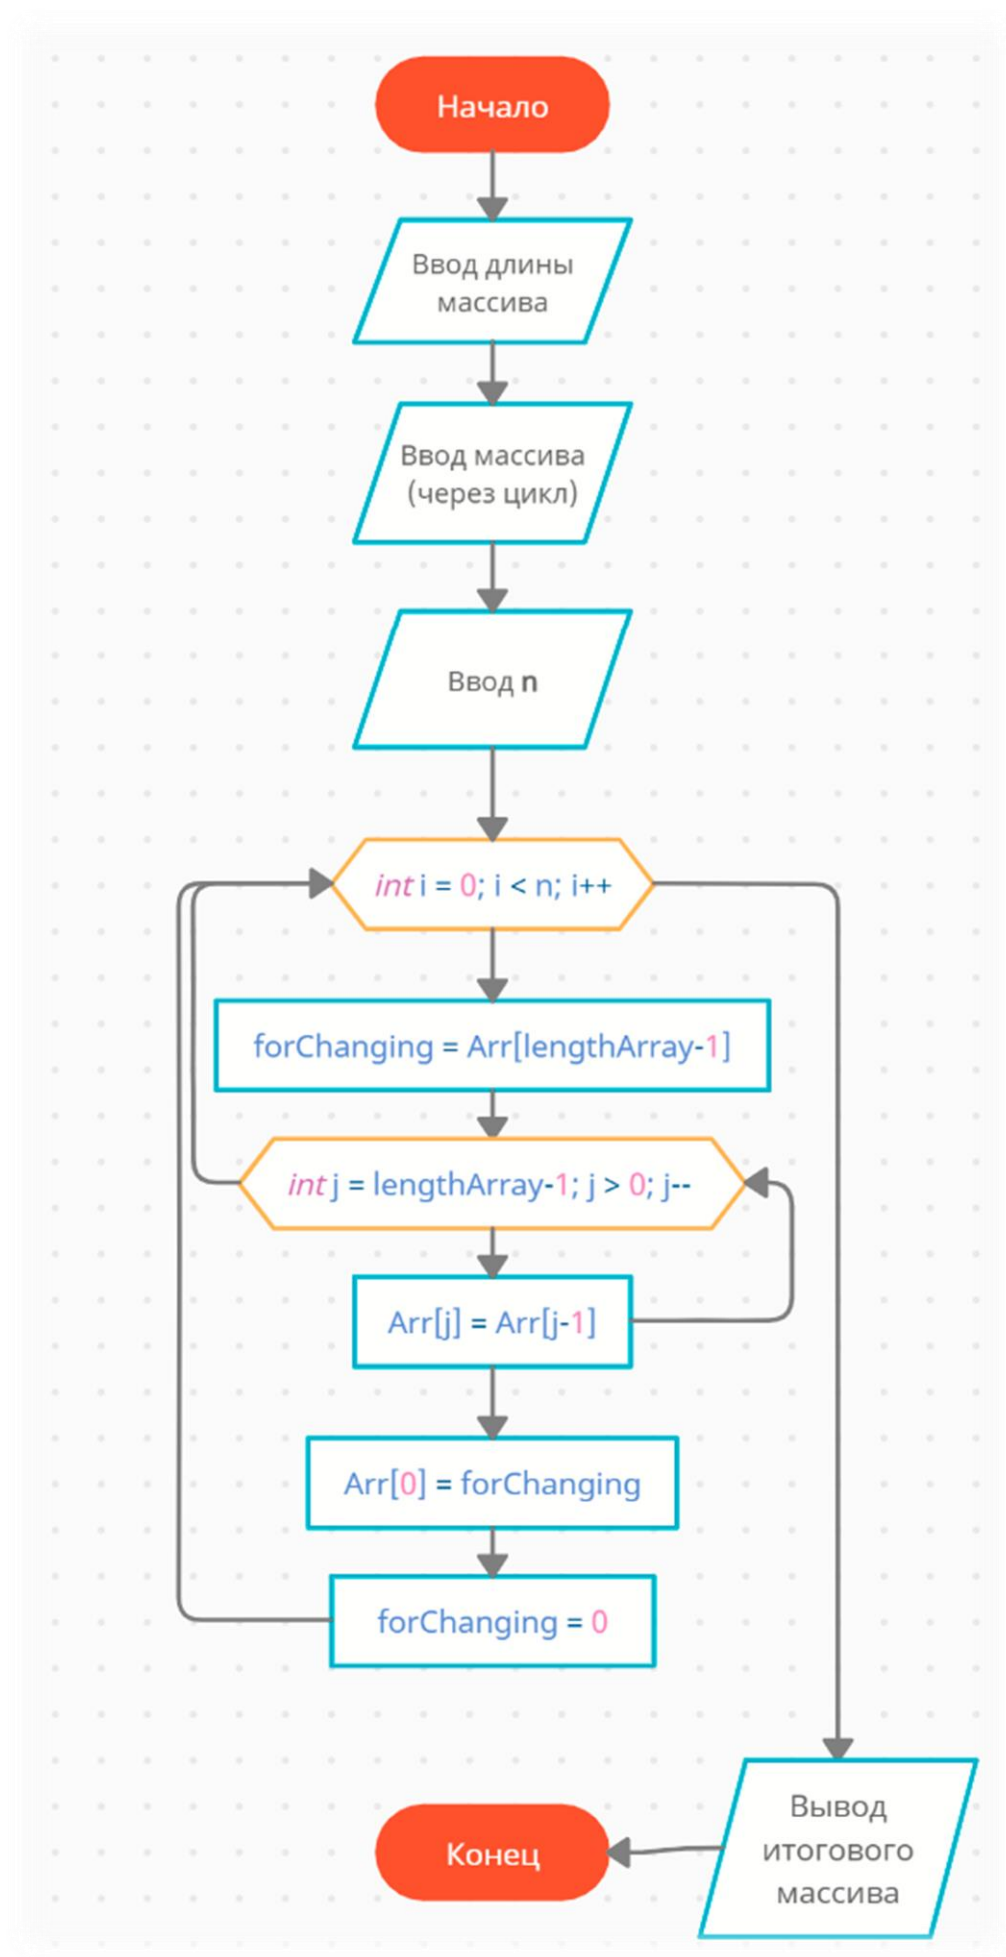 Начало
Ввод длины
массива
Ввод массива
(через цикл)
Ввод n
int i = 0; i < n; i++
forChanging = Arr[lengthArray-1]
int j = lengthArray-1; j > 0; j--
Arr[j] = Arr[j-1]
Arr[0] = forChanging
forChanging = 0
Вывод
итогового
массива
Конец